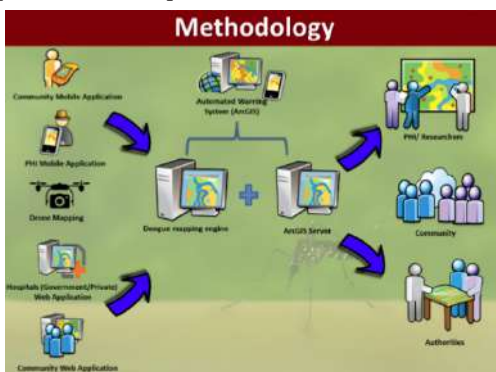 Methodology
Community Mobile Application
Automated Warning
System (ArcGIS)
PHI Mobile Application
PHI/ Researchers
Drone Mapping
Dengue mapping engine
ArcGIS Server
Community
Hospitals (Government/Private)
Web Application
Authorities
Community Web Application